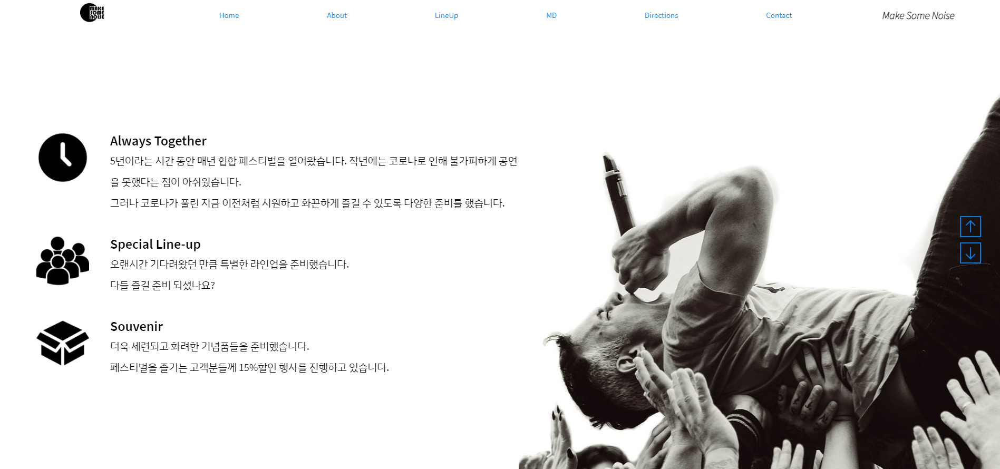 MAKE
SOME
NOISE
Home
About
LineUp
MD
Directions
Contact
Make Some Noise
Always Together
5년이라는 시간 동안 매년 힙합 페스티벌을 열어왔습니다. 작년에는 코로나로 인해 불가피하게 공연
을 못했다는 점이 아쉬웠습니다.
그러나 코로나가 풀린 지금 이전처럼 시원하고 화끈하게 즐길 수 있도록 다양한 준비를 했습니다.
Special Line-up
오랜시간 기다려왔던 만큼 특별한 라인업을 준비했습니다.
다들 즐길 준비 되셨나요?
Souvenir
더욱 세련되고 화려한 기념품들을 준비했습니다.
페스티벌을 즐기는 고객분들께 15%할인 행사를 진행하고 있습니다.